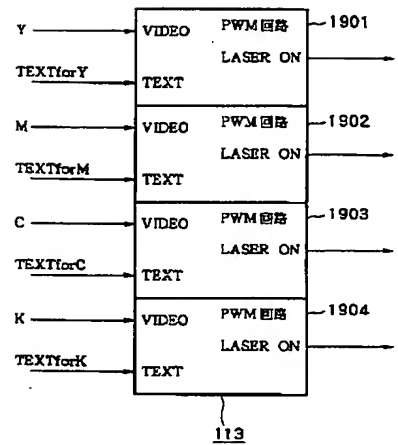 Y VIDEO PWM回路 1901
LASER ON
TEXTforY TEXT
M VIDEO PWM回路 1902
LASER ON
TEXTforM TEXT
C VIDEO PWM回路 1903
LASER ON
TEXTforC TEXT
K VIDEO PWM回路 1904
LASER ON
TEXTforK TEXT
113